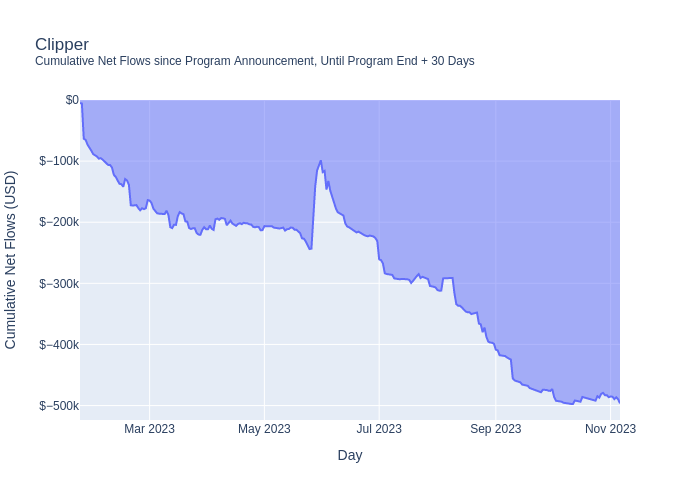 Clipper
Cumulative Net Flows since Program Announcement, Until Program End + 30 Days
Cumulative Net Flows (USD)
$0
$−100k
$−200k
$−300k
$−400k
$−500k
Mar 2023 May 2023 Jul 2023 Sep 2023 Nov 2023
Day